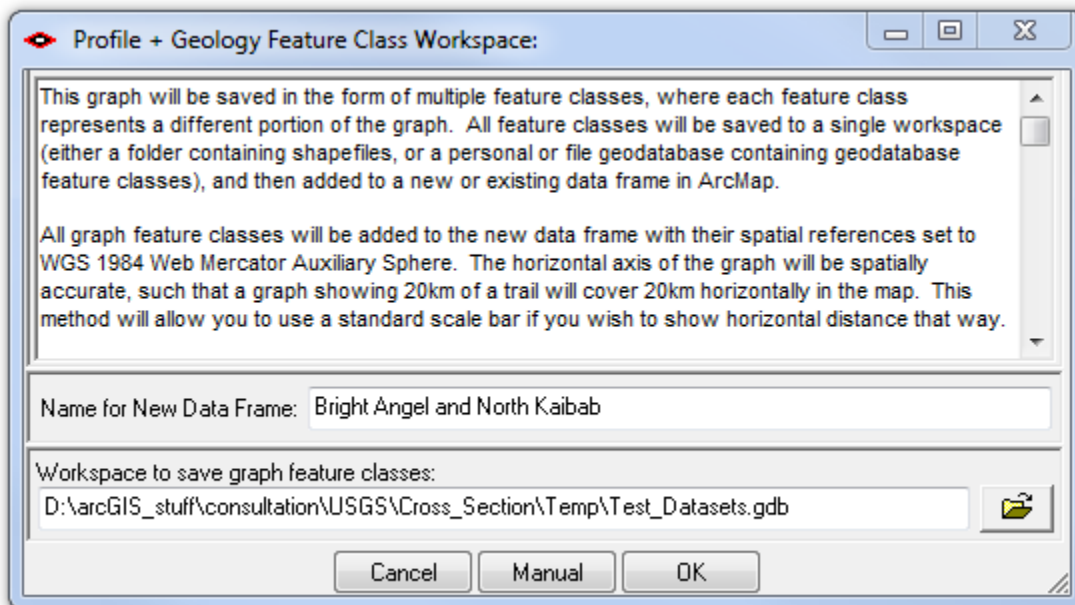 Profile + Geology Feature Class Workspace:
This graph will be saved in the form of multiple feature classes, where each feature class
represents a different portion of the graph.  All feature classes will be saved to a single workspace
(either a folder containing shapefiles, or a personal or file geodatabase containing geodatabase
feature classes), and then added to a new or existing data frame in ArcMap.
All graph feature classes will be added to the new data frame with their spatial references set to
WGS 1984 Web Mercator Auxiliary Sphere.  The horizontal axis of the graph will be spatially
accurate, such that a graph showing 20km of a trail will cover 20km horizontally in the map.  This
method will allow you to use a standard scale bar if you wish to show horizontal distance that way.
Name for New Data Frame: Bright Angel and North Kaibab
Workspace to save graph feature classes:
D:\arcGIS_stuff\consultation\USGS\Cross_Section\Temp\Test_Datasets.gdb
Cancel Manual OK